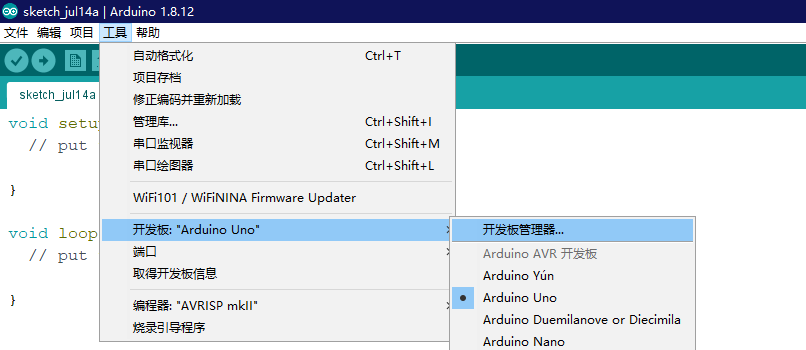 sketch_jul14a | Arduino 1.8.12
文件 编辑 项目 工具 帮助
sketch_jul14a
void setup
// put
}
void loop
// put
}
自动格式化 Ctrl+T
项目存档
修正编码并重新加载
管理库... Ctrl+Shift+I
串口监视器 Ctrl+Shift+M
串口绘图器 Ctrl+Shift+L
WiFi101 / WiFiNINA Firmware Updater
开发板: "Arduino Uno"
端口
取得开发板信息
编程器: "AVRISP mkII"
烧录引导程序
开发板管理器...
Arduino AVR 开发板
Arduino Yún
Arduino Uno
Arduino Duemilanove or Diecimila
Arduino Nano